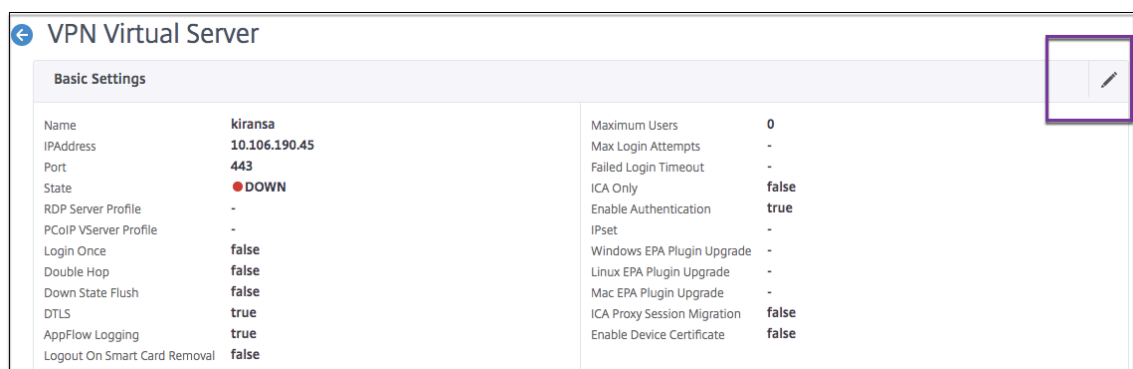 VPN Virtual Server
Basic Settings
Name kiransa
IPAddress 10.106.190.45
Port 443
State DOWN
RDP Server Profile -
PCoIP VServer Profile -
Login Once false
Double Hop false
Down State Flush false
DTLS true
AppFlow Logging true
Logout On Smart Card Removal false
Maximum Users 0
Max Login Attempts -
Failed Login Timeout -
ICA Only false
Enable Authentication true
IPset -
Windows EPA Plugin Upgrade -
Linux EPA Plugin Upgrade -
Mac EPA Plugin Upgrade -
ICA Proxy Session Migration false
Enable Device Certificate false